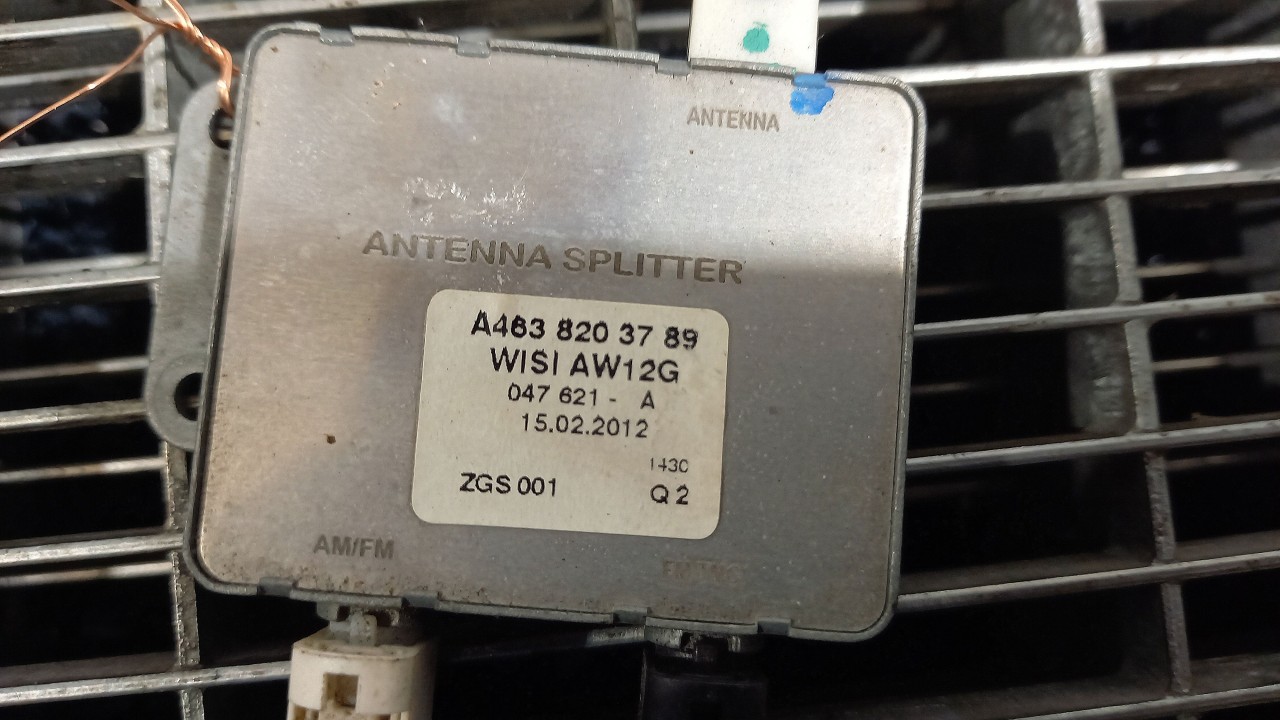 ANTENNA
ANTENNA SPLITTER
A463 820 37 89
WISI AW12G
047 621 - A
15.02.2012
1430
ZGS 001 Q 2
AM/FM